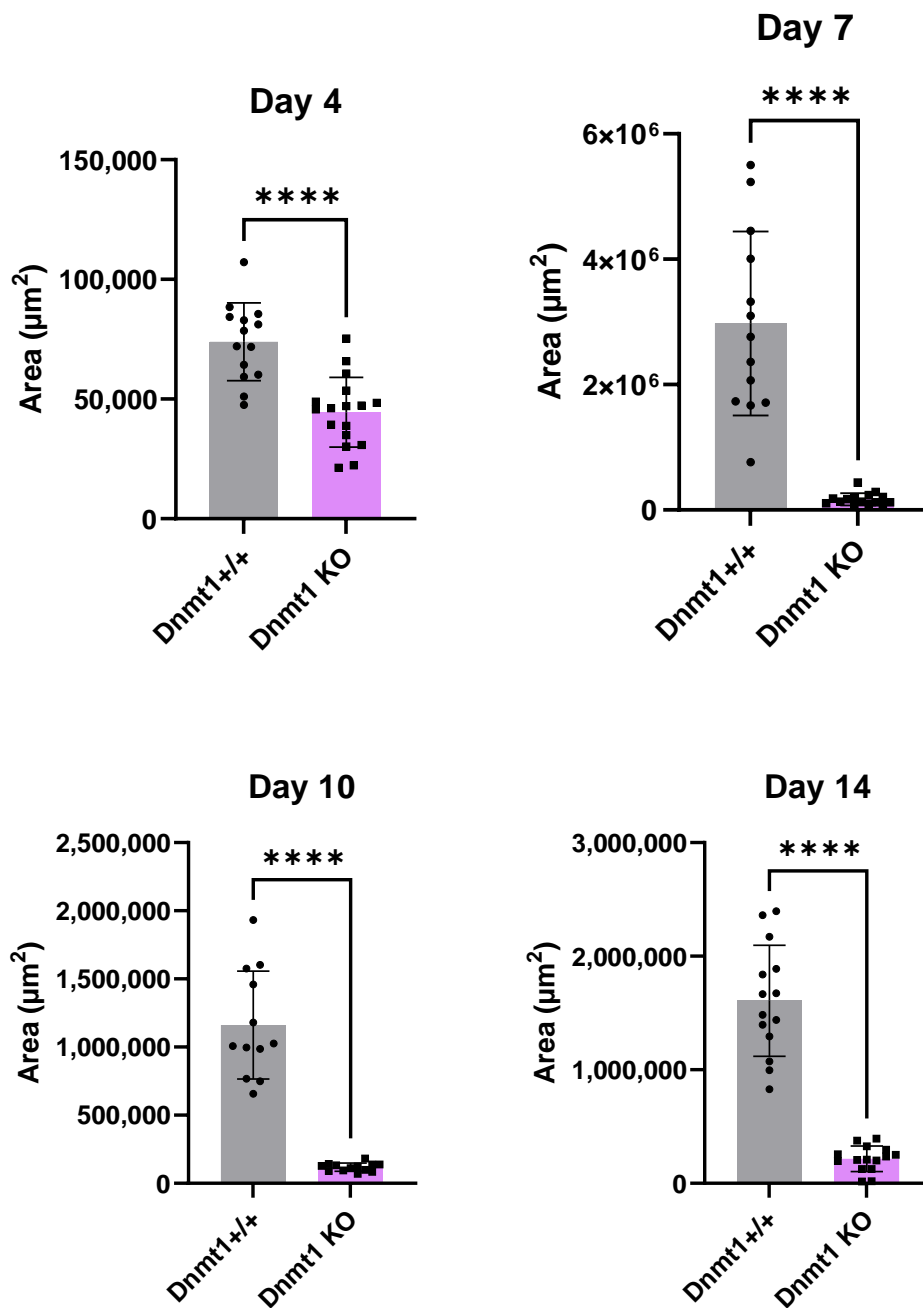 Day 4
****
150,000
100,000
50,000
0
Area (µm²)
Dnmt1+/+
Dnmt1 KO
Day 7
****
6×10⁶
4×10⁶
2×10⁶
0
Area (µm²)
Dnmt1+/+
Dnmt1 KO
Day 10
****
2,500,000
2,000,000
1,500,000
1,000,000
500,000
0
Area (µm²)
Dnmt1+/+
Dnmt1 KO
Day 14
****
3,000,000
2,000,000
1,000,000
0
Area (µm²)
Dnmt1+/+
Dnmt1 KO